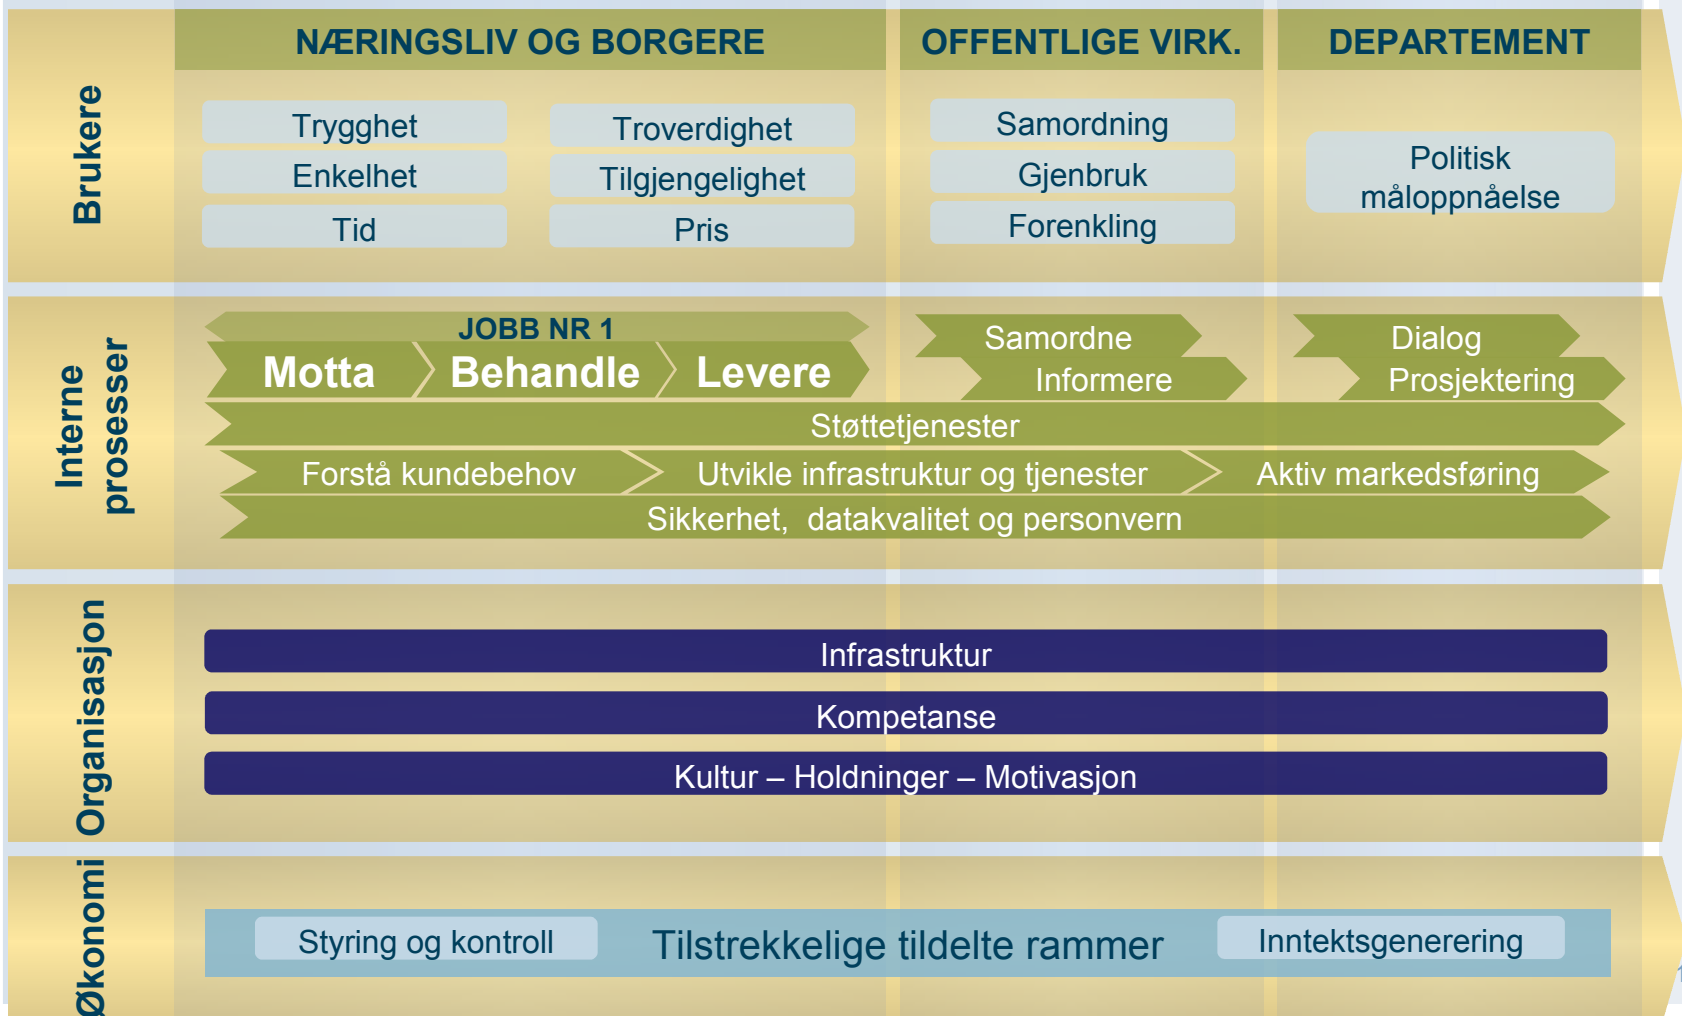 NÆRINGSLIV OG BORGERE
OFFENTLIGE VIRK.
DEPARTEMENT
Brukere
Trygghet
Troverdighet
Enkelhet
Tilgjengelighet
Tid
Pris
Samordning
Gjenbruk
Forenkling
Politisk
måloppnåelse
Interne
prosesser
JOBB NR 1
Motta
Behandle
Levere
Samordne
Informere
Dialog
Prosjektering
Støttetjenester
Forstå kundebehov
Utvikle infrastruktur og tjenester
Aktiv markedsføring
Sikkerhet, datakvalitet og personvern
Organisasjon
Infrastruktur
Kompetanse
Kultur – Holdninger – Motivasjon
Økonomi
Styring og kontroll
Tilstrekkelige tildelte rammer
Inntektsgenerering